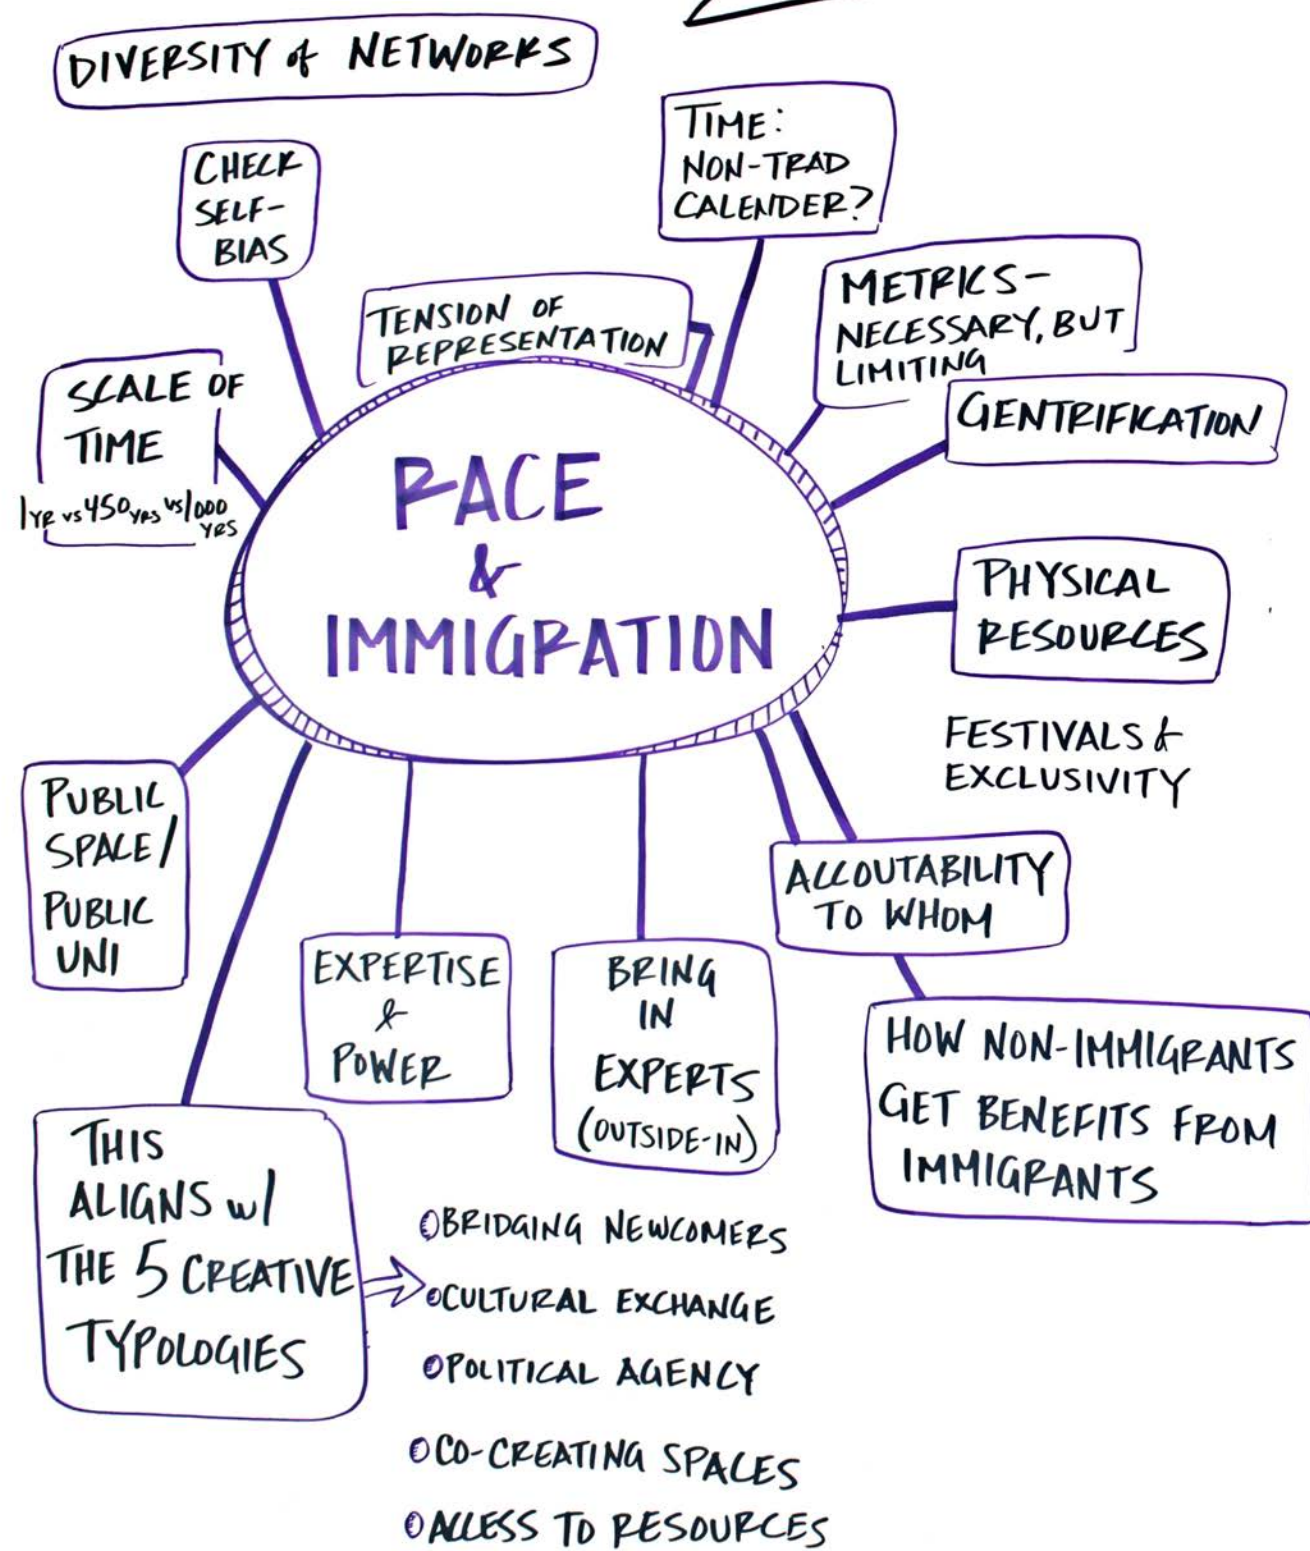 DIVERSITY of NETWORKS
CHECK
SELF-
BIAS
TIME:
NON-TRAD
CALENDER?
TENSION OF
REPRESENTATION
METRICS-
NECESSARY, BUT
LIMITING
SCALE OF
TIME
1YR vs 450YRS vs 1000
YRS
GENTRIFICATION
RACE
&
IMMIGRATION
PHYSICAL
RESOURCES
FESTIVALS &
EXCLUSIVITY
PUBLIC
SPACE/
PUBLIC
UNI
EXPERTISE
&
POWER
BRING
IN
EXPERTS
(OUTSIDE-IN)
ACCOUTABILITY
TO WHOM
HOW NON-IMMIGRANTS
GET BENEFITS FROM
IMMIGRANTS
THIS
ALIGNS w/
THE 5 CREATIVE
TYPOLOGIES
BRIDGING NEWCOMERS
CULTURAL EXCHANGE
POLITICAL AGENCY
CO-CREATING SPACES
ACCESS TO RESOURCES